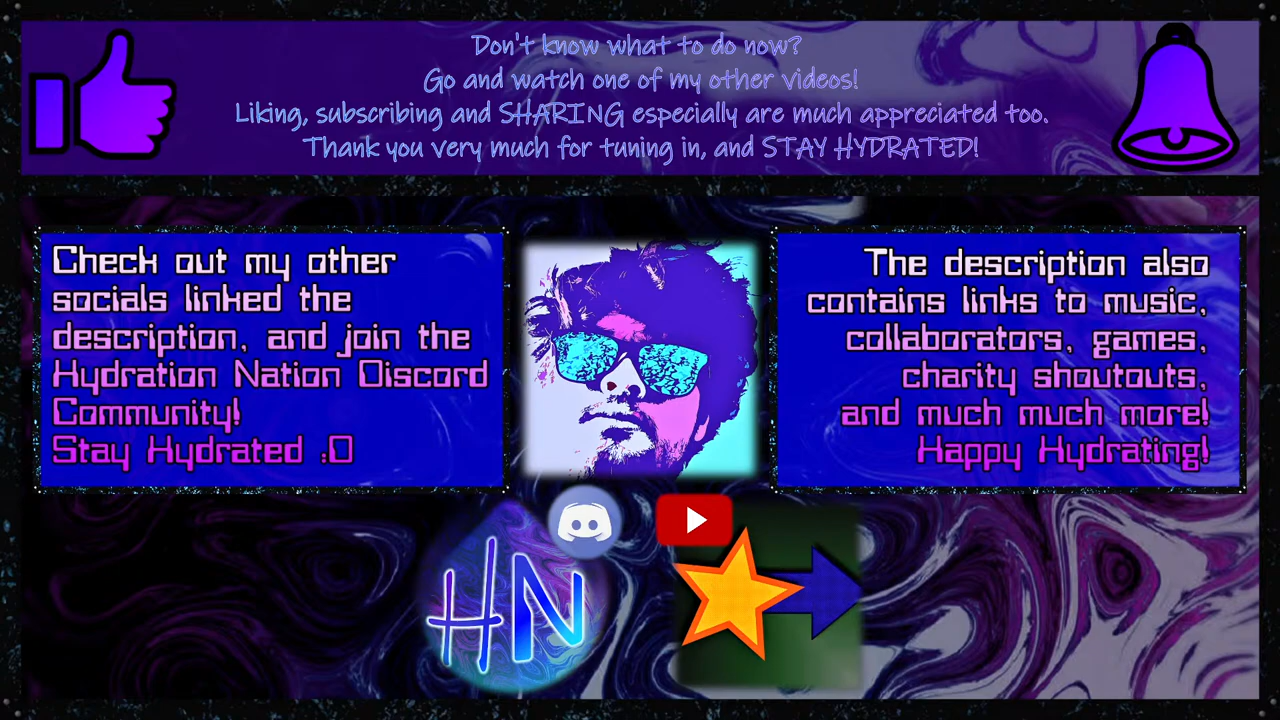 Don't know what to do now?
Go and watch one of my other videos!
Liking, subscribing and SHARING especially are much appreciated too.
Thank you very much for tuning in, and STAY HYDRATED!
Check out my other
socials linked the
description, and join the
Hydration Nation Discord
Community!
Stay Hydrated :D
The description also
contains links to music,
collaborators, games,
charity shoutouts,
and much much more!
Happy Hydrating!
HN